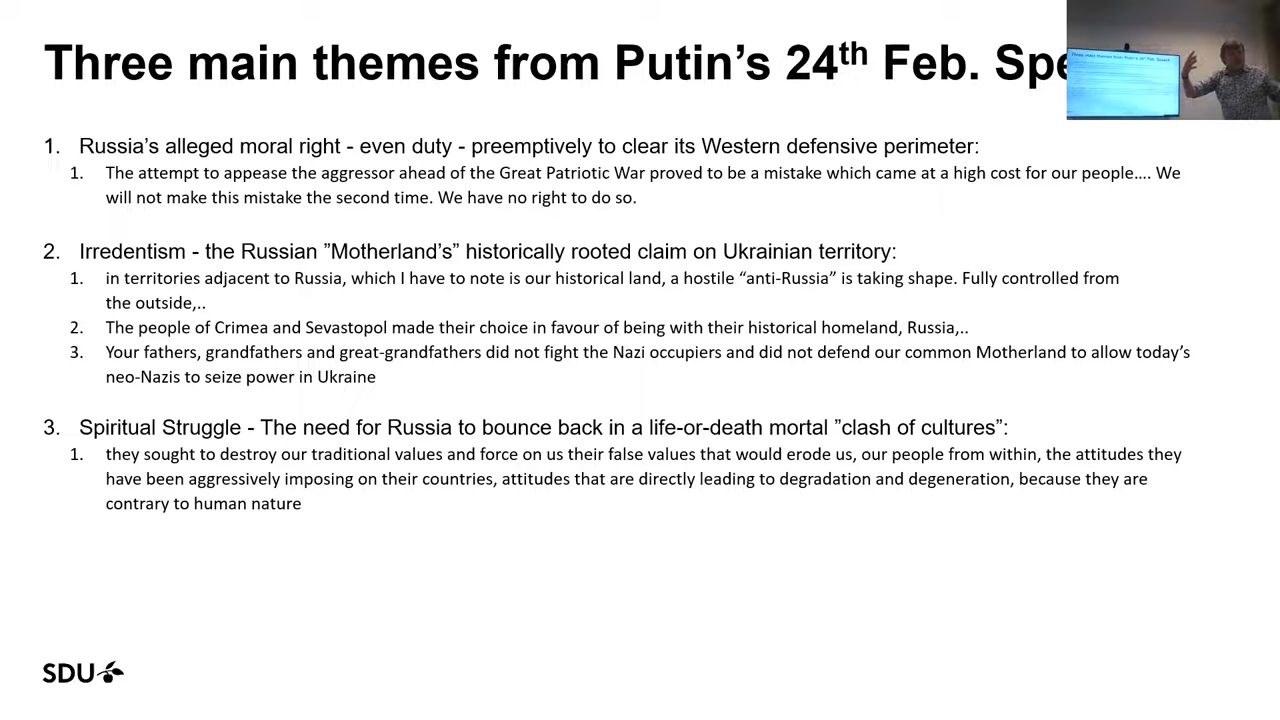 Three main themes from Putin's 24th Feb. Spe
1. Russia's alleged moral right - even duty - preemptively to clear its Western defensive perimeter:
1. The attempt to appease the aggressor ahead of the Great Patriotic War proved to be a mistake which came at a high cost for our people…. We
will not make this mistake the second time. We have no right to do so.
2. Irredentism - the Russian ”Motherland’s” historically rooted claim on Ukrainian territory:
1. in territories adjacent to Russia, which I have to note is our historical land, a hostile “anti-Russia” is taking shape. Fully controlled from
the outside,..
2. The people of Crimea and Sevastopol made their choice in favour of being with their historical homeland, Russia,..
3. Your fathers, grandfathers and great-grandfathers did not fight the Nazi occupiers and did not defend our common Motherland to allow today’s
neo-Nazis to seize power in Ukraine
3. Spiritual Struggle - The need for Russia to bounce back in a life-or-death mortal ”clash of cultures”:
1. they sought to destroy our traditional values and force on us their false values that would erode us, our people from within, the attitudes they
have been aggressively imposing on their countries, attitudes that are directly leading to degradation and degeneration, because they are
contrary to human nature
SDU